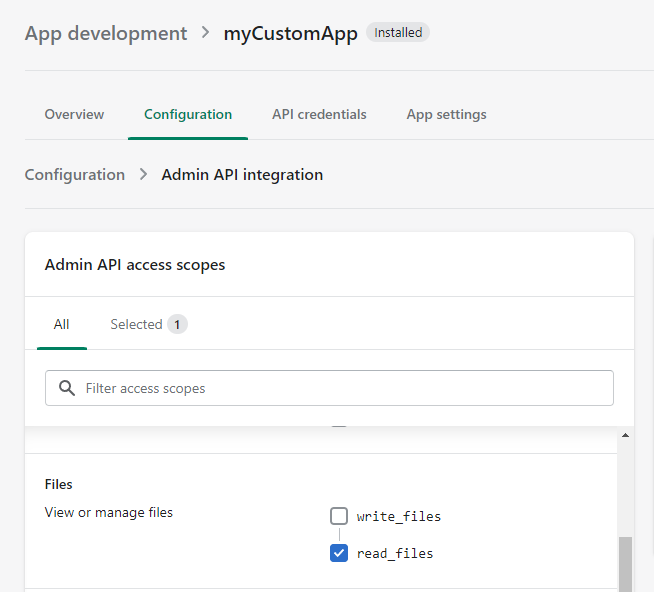 App development > myCustomApp Installed
Overview Configuration API credentials App settings
Configuration > Admin API integration
Admin API access scopes
All Selected 1
Filter access scopes
Files
View or manage files
write_files
read_files